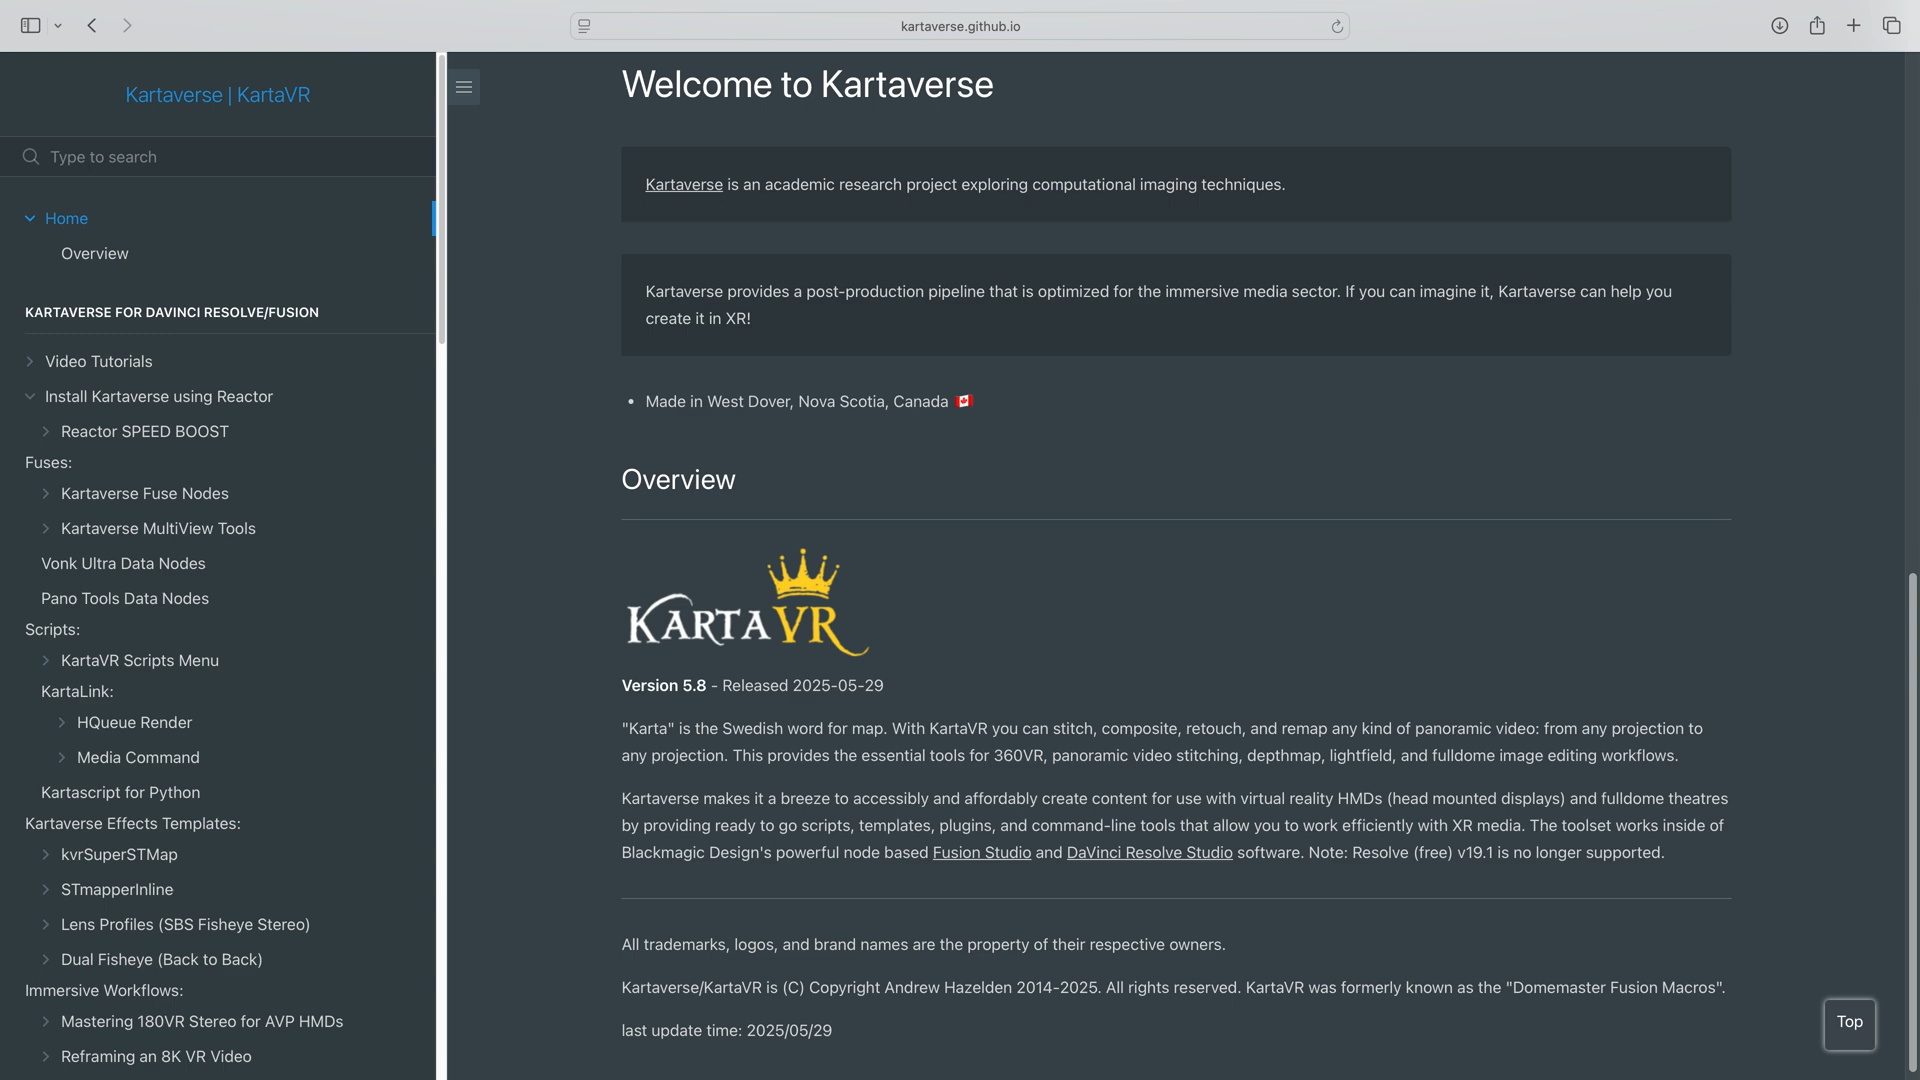 kartaverse.github.io
Kartaverse | KartaVR
Type to search
Home
Overview
KARTAVERSE FOR DAVINCI RESOLVE/FUSION
Video Tutorials
Install Kartaverse using Reactor
Reactor SPEED BOOST
Fuses:
Kartaverse Fuse Nodes
Kartaverse MultiView Tools
Vonk Ultra Data Nodes
Pano Tools Data Nodes
Scripts:
KartaVR Scripts Menu
KartaLink:
HQueue Render
Media Command
Kartascript for Python
Kartaverse Effects Templates:
kvrSuperSTMap
STmapperInline
Lens Profiles (SBS Fisheye Stereo)
Dual Fisheye (Back to Back)
Immersive Workflows:
Mastering 180VR Stereo for AVP HMDs
Reframing an 8K VR Video
Welcome to Kartaverse
Kartaverse is an academic research project exploring computational imaging techniques.
Kartaverse provides a post-production pipeline that is optimized for the immersive media sector. If you can imagine it, Kartaverse can help you
create it in XR!
• Made in West Dover, Nova Scotia, Canada 🇨🇦
Overview
KARTAVR
Version 5.8 - Released 2025-05-29
"Karta" is the Swedish word for map. With KartaVR you can stitch, composite, retouch, and remap any kind of panoramic video: from any projection to
any projection. This provides the essential tools for 360VR, panoramic video stitching, depthmap, lightfield, and fulldome image editing workflows.
Kartaverse makes it a breeze to accessibly and affordably create content for use with virtual reality HMDs (head mounted displays) and fulldome theatres
by providing ready to go scripts, templates, plugins, and command-line tools that allow you to work efficiently with XR media. The toolset works inside of
Blackmagic Design's powerful node based Fusion Studio and DaVinci Resolve Studio software. Note: Resolve (free) v19.1 is no longer supported.
All trademarks, logos, and brand names are the property of their respective owners.
Kartaverse/KartaVR is (C) Copyright Andrew Hazelden 2014-2025. All rights reserved. KartaVR was formerly known as the "Domemaster Fusion Macros".
last update time: 2025/05/29
Top